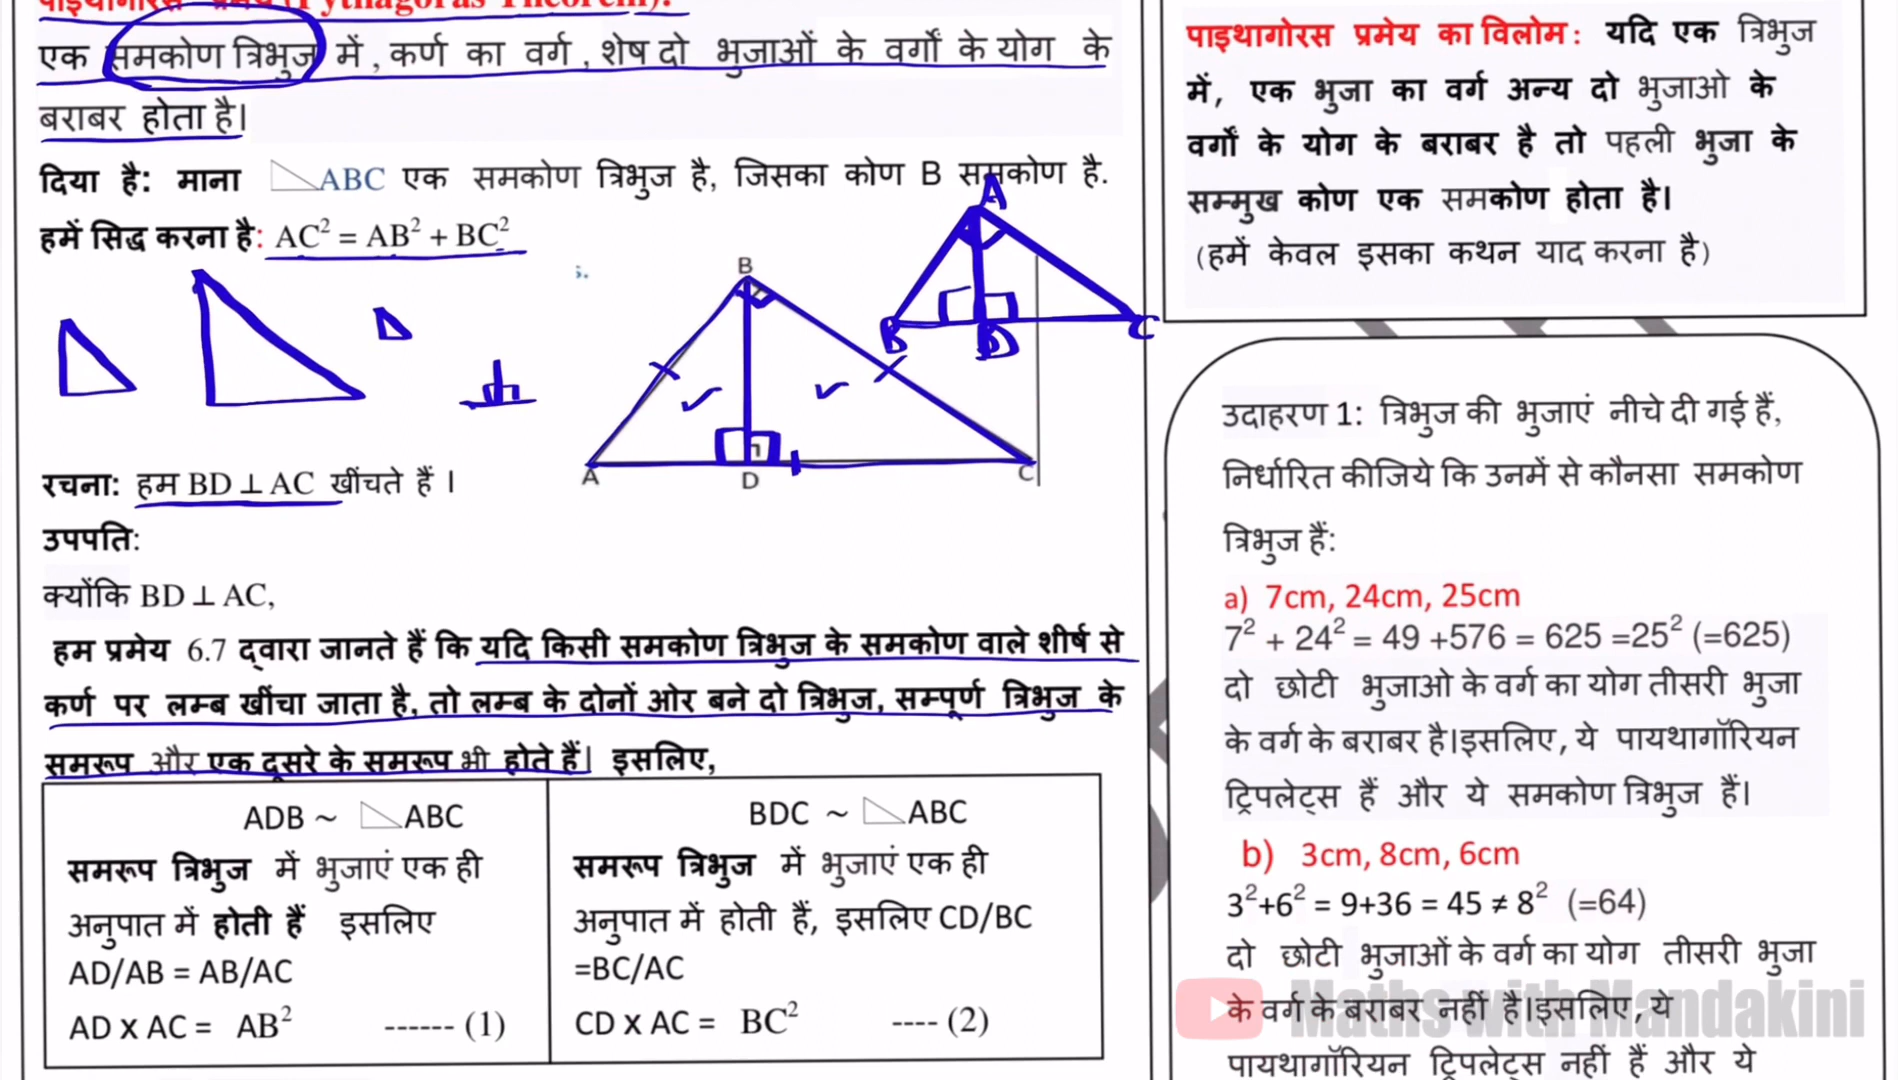 पाइथागोरस प्रमेय (Pythagoras Theorem):
एक समकोण त्रिभुज में , कर्ण का वर्ग , शेष दो भुजाओं के वर्गों के योग के
बराबर होता है।
दिया है: माना ABC एक समकोण त्रिभुज है, जिसका कोण B समकोण है.
हमें सिद्ध करना है: AC² = AB² + BC²
s.
B
A
D
C
A
B
D
C
रचना: हम BD ⊥ AC खींचते हैं ।
उपपति:
क्योंकि BD ⊥ AC,
हम प्रमेय 6.7 द्वारा जानते हैं कि यदि किसी समकोण त्रिभुज के समकोण वाले शीर्ष से
कर्ण पर लम्ब खींचा जाता है, तो लम्ब के दोनों ओर बने दो त्रिभुज, सम्पूर्ण त्रिभुज के
समरूप और एक दूसरे के समरूप भी होते हैं। इसलिए,
ADB ~ ABC
समरूप त्रिभुज में भुजाएं एक ही
अनुपात में होती हैं इसलिए
AD/AB = AB/AC
AD x AC = AB² ------ (1)
BDC ~ ABC
समरूप त्रिभुज में भुजाएं एक ही
अनुपात में होती हैं, इसलिए CD/BC
=BC/AC
CD x AC = BC² ---- (2)
पाइथागोरस प्रमेय का विलोम: यदि एक त्रिभुज
में, एक भुजा का वर्ग अन्य दो भुजाओ के
वर्गों के योग के बराबर है तो पहली भुजा के
सम्मुख कोण एक समकोण होता है।
(हमें केवल इसका कथन याद करना है)
उदाहरण 1: त्रिभुज की भुजाएं नीचे दी गई हैं,
निर्धारित कीजिये कि उनमें से कौनसा समकोण
त्रिभुज हैं:
a) 7cm, 24cm, 25cm
7² + 24² = 49 +576 = 625 =25² (=625)
दो छोटी भुजाओ के वर्ग का योग तीसरी भुजा
के वर्ग के बराबर है।इसलिए, ये पायथागॉरियन
ट्रिपलेट्स हैं और ये समकोण त्रिभुज हैं।
b) 3cm, 8cm, 6cm
3²+6² = 9+36 = 45 ≠ 8² (=64)
दो छोटी भुजाओं के वर्ग का योग तीसरी भुजा
के वर्ग के बराबर नहीं है।इसलिए, ये
Maths with Mandakini
पायथागॉरियन ट्रिपलेट्स नहीं हैं और ये